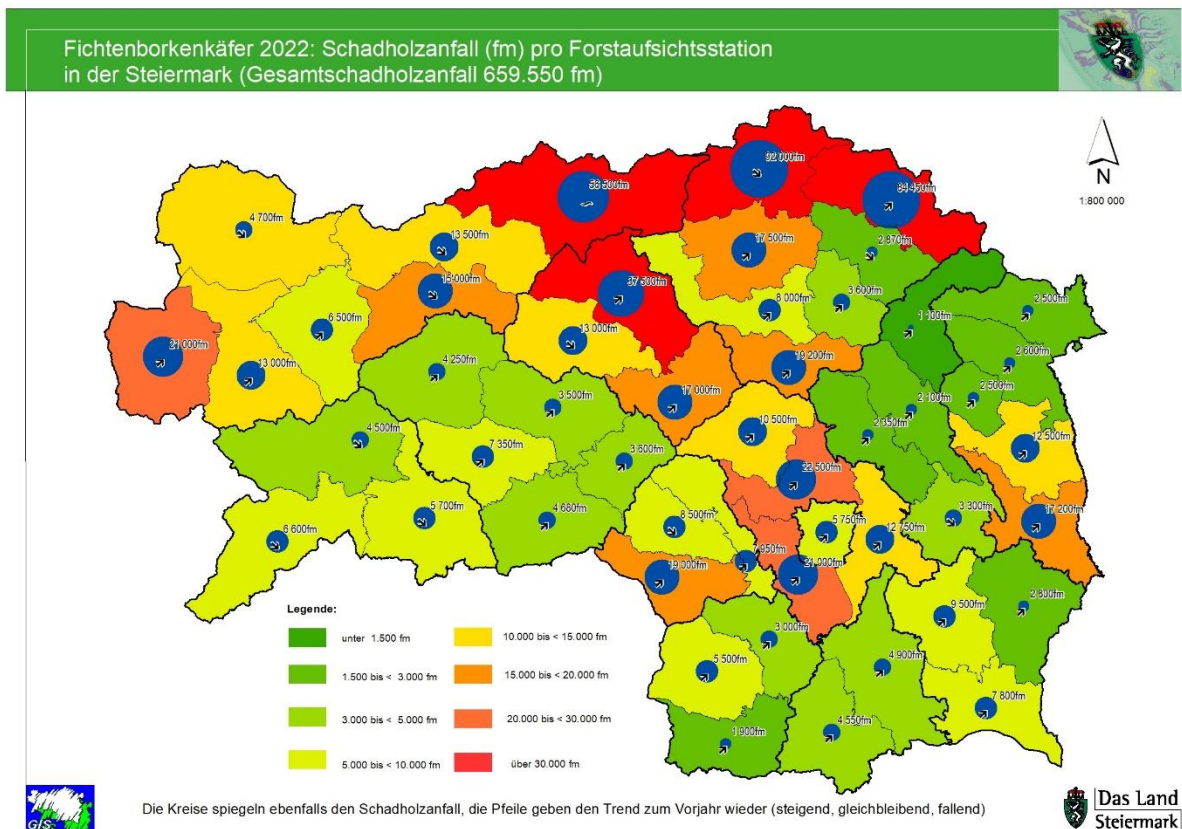 Fichtenborkenkäfer 2022: Schadholzanfall (fm) pro Forstaufsichtsstation
in der Steiermark (Gesamtschadholzanfall 659.550 fm)
N
1:800 000
92 000fm
56 500fm
84 450fm
4 700fm
13 500fm
17 500fm
2 870fm
37 500fm
8 000fm
3 600fm
2 500fm
1 100fm
6 500fm
13 000fm
21 000fm
13 000fm
4 250fm
19 200fm
2 600fm
2 500fm
3 500fm
17 000fm
2 100fm
4 500fm
10 500fm
2 350fm
12 500fm
7 350fm
3 600fm
22 500fm
5 700fm
4 680fm
8 500fm
5 750fm
12 750fm
3 300fm
17 200fm
6 600fm
19 000fm
950fm
21 000fm
2 800fm
9 500fm
3 000fm
5 500fm
4 900fm
7 800fm
4 550fm
1 900fm
Legende:
unter 1.500 fm
10.000 bis < 15.000 fm
1.500 bis < 3.000 fm
15.000 bis < 20.000 fm
3.000 bis < 5.000 fm
20.000 bis < 30.000 fm
5.000 bis < 10.000 fm
über 30.000 fm
GIS
Die Kreise spiegeln ebenfalls den Schadholzanfall, die Pfeile geben den Trend zum Vorjahr wieder (steigend, gleichbleibend, fallend)
Das Land
Steiermark